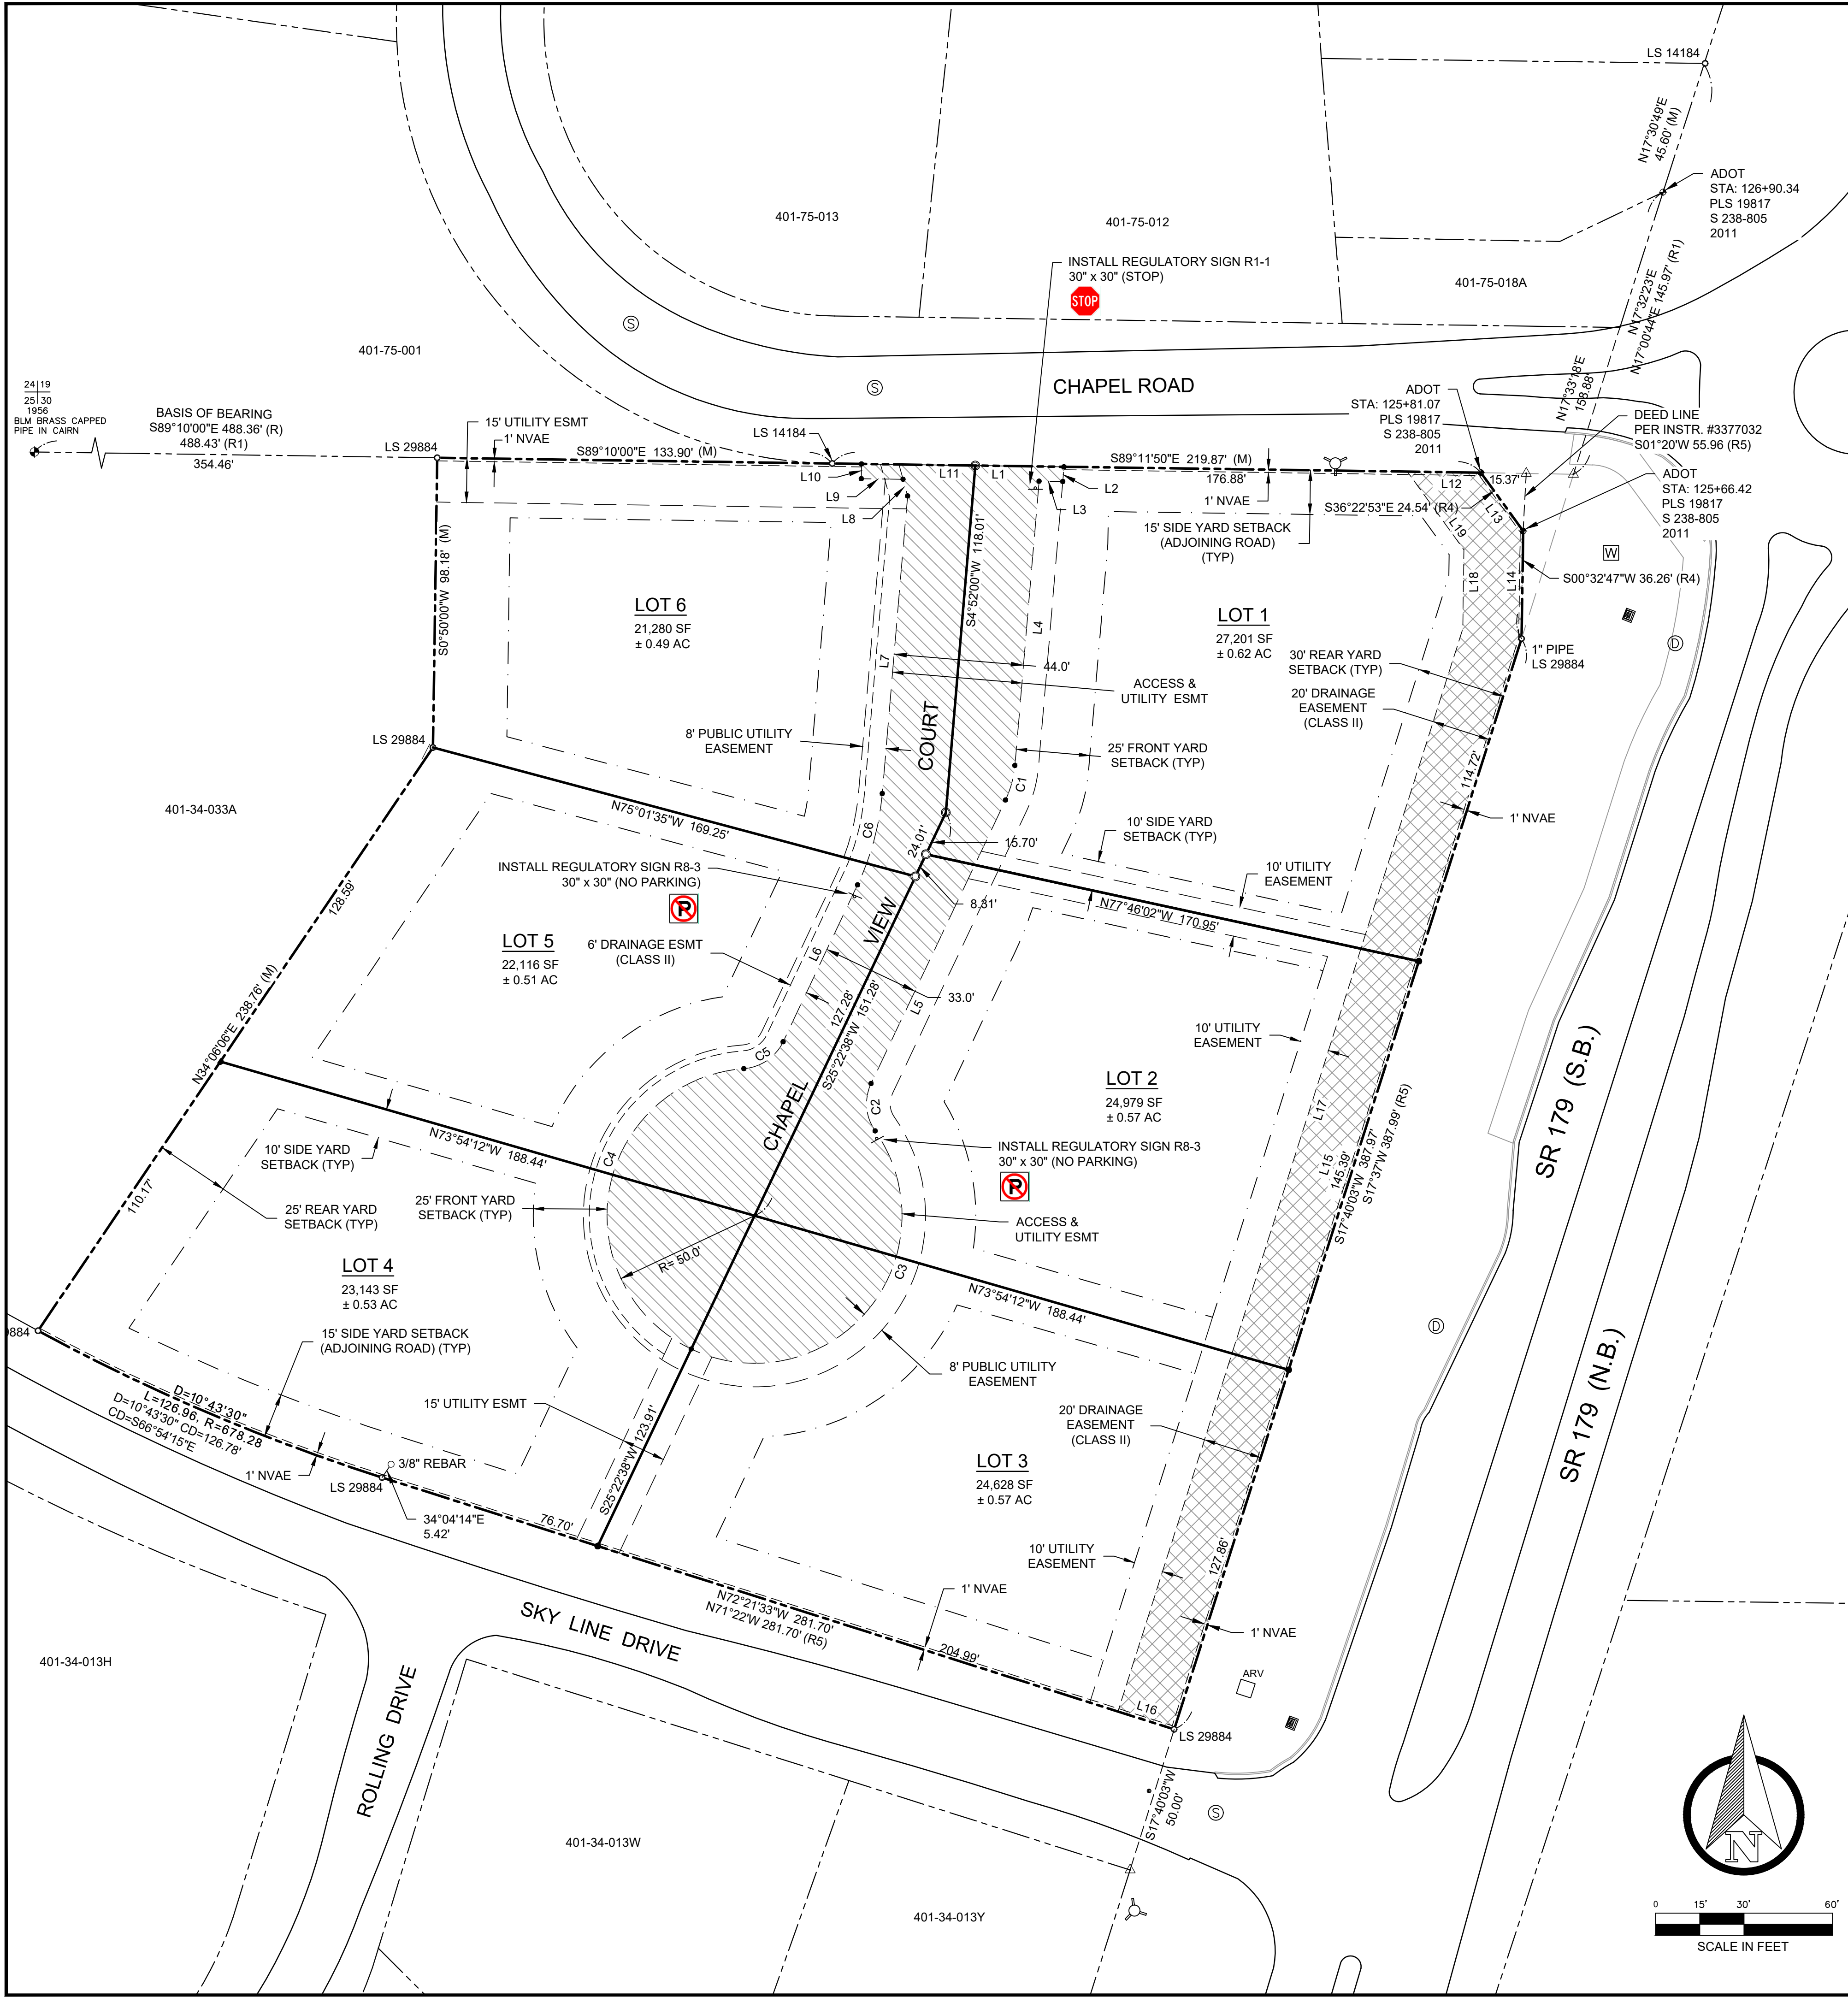 LS 14184
N17°30'49"E
45.60' (M)
ADOT
STA: 126+90.34
PLS 19817
S 238-805
2011
401-75-013
401-75-012
INSTALL REGULATORY SIGN R1-1
30" x 30" (STOP)
STOP
401-75-018A
N17°32'23"E
N17°00'44"E 145.97' (R1)
S
401-75-001
S
CHAPEL ROAD
N17°33'18"E
158.88'
24|19
25|30
1956
BLM BRASS CAPPED
PIPE IN CAIRN
BASIS OF BEARING
S89°10'00"E 488.36' (R)
488.43' (R1)
354.46'
15' UTILITY ESMT
1' NVAE
LS 29884
S89°10'00"E 133.90' (M)
LS 14184
L10
L9
L8
L11
L1
L2
L3
S89°11'50"E 219.87' (M)
176.88'
1' NVAE
15' SIDE YARD SETBACK
(ADJOINING ROAD)
(TYP)
ADOT
STA: 125+81.07
PLS 19817
S 238-805
2011
DEED LINE
PER INSTR. #3377032
S01°20'W 55.96 (R5)
L12
15.37'
S36°22'53"E 24.54' (R4)
L13
L19
ADOT
STA: 125+66.42
PLS 19817
S 238-805
2011
W
S00°32'47"W 36.26' (R4)
L18
L14
D
1" PIPE
LS 29884
S0°50'00"W 98.18' (M)
LOT 6
21,280 SF
± 0.49 AC
S4°52'00"W 118.01'
L4
L7
44.0'
ACCESS &
UTILITY ESMT
LOT 1
27,201 SF
± 0.62 AC
30' REAR YARD
SETBACK (TYP)
20' DRAINAGE
EASEMENT
(CLASS II)
LS 29884
8' PUBLIC UTILITY
EASEMENT
COURT
25' FRONT YARD
SETBACK (TYP)
C1
114.72'
1' NVAE
401-34-033A
N75°01'35"W 169.25'
C6
24.01'
15.70'
10' SIDE YARD
SETBACK (TYP)
10' UTILITY
EASEMENT
INSTALL REGULATORY SIGN R8-3
30" x 30" (NO PARKING)
P
8.31'
N77°46'02"W 170.95'
128.59'
LOT 5
22,116 SF
± 0.51 AC
6' DRAINAGE ESMT
(CLASS II)
VIEW
L6
33.0'
L5
127.28'
S25°22'38"W 151.28'
N34°06'06"E 238.76' (M)
C5
10' UTILITY
EASEMENT
LOT 2
24,979 SF
± 0.57 AC
SR 179 (S.B.)
C2
CHAPEL
L17
N73°54'12"W 188.44'
10' SIDE YARD
SETBACK (TYP)
C4
INSTALL REGULATORY SIGN R8-3
30" x 30" (NO PARKING)
P
L15
145.39'
S17°40'03"W 387.97'
S17°37'W 387.99' (R5)
110.17'
25' REAR YARD
SETBACK (TYP)
25' FRONT YARD
SETBACK (TYP)
ACCESS &
UTILITY ESMT
R= 50.0'
C3
LOT 4
23,143 SF
± 0.53 AC
N73°54'12"W 188.44'
9884
15' SIDE YARD SETBACK
(ADJOINING ROAD) (TYP)
D
8' PUBLIC UTILITY
EASEMENT
D=10°43'30"
L=126.96, R=678.28
D=10°43'30" CD=126.78'
CD=S66°54'15"E
15' UTILITY ESMT
S25°22'38"W 123.91'
20' DRAINAGE
EASEMENT
(CLASS II)
1' NVAE
3/8" REBAR
LS 29884
LOT 3
24,628 SF
± 0.57 AC
SR 179 (N.B.)
34°04'14"E
5.42'
76.70'
10' UTILITY
EASEMENT
127.86'
N72°21'33"W 281.70'
N71°22'W 281.70' (R5)
1' NVAE
SKY LINE DRIVE
204.99'
1' NVAE
401-34-013H
ROLLING DRIVE
ARV
L16
LS 29884
S17°40'03"W
50.00'
S
401-34-013W
401-34-013Y
N
0 15' 30' 60'
SCALE IN FEET